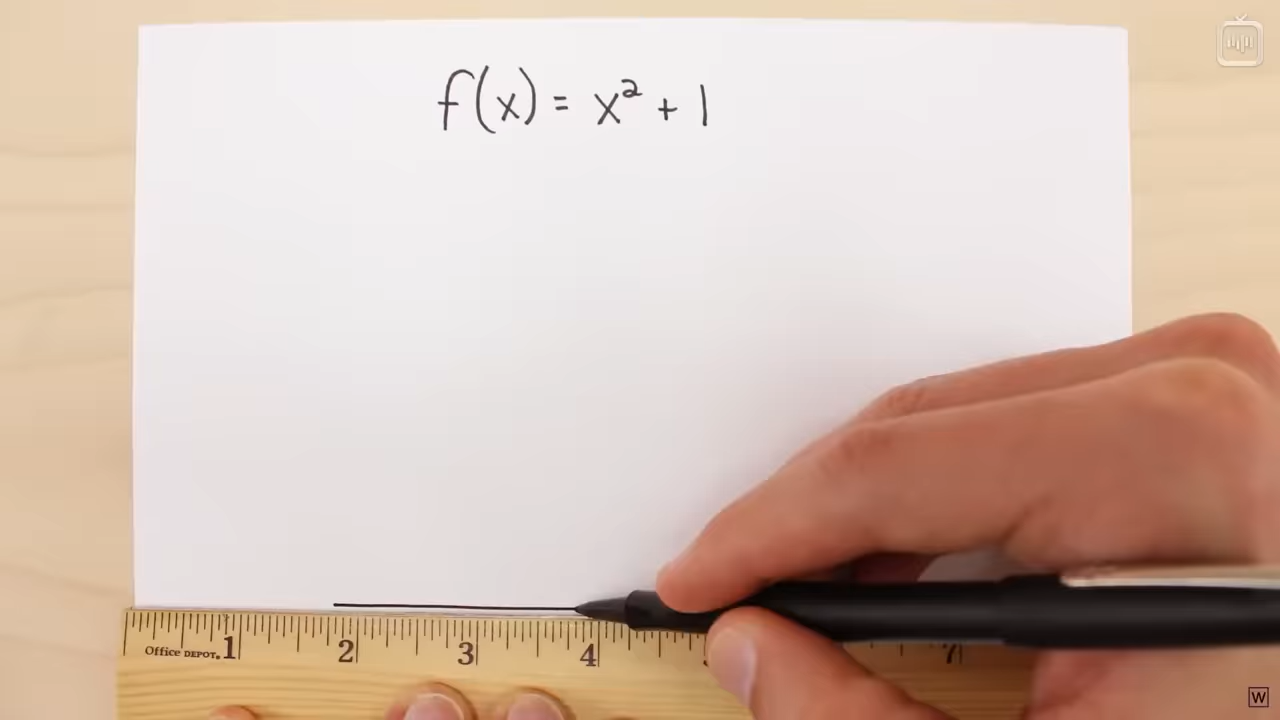 f(x) = x² + 1
Office DEPOT. 1 2 3 4 7
W